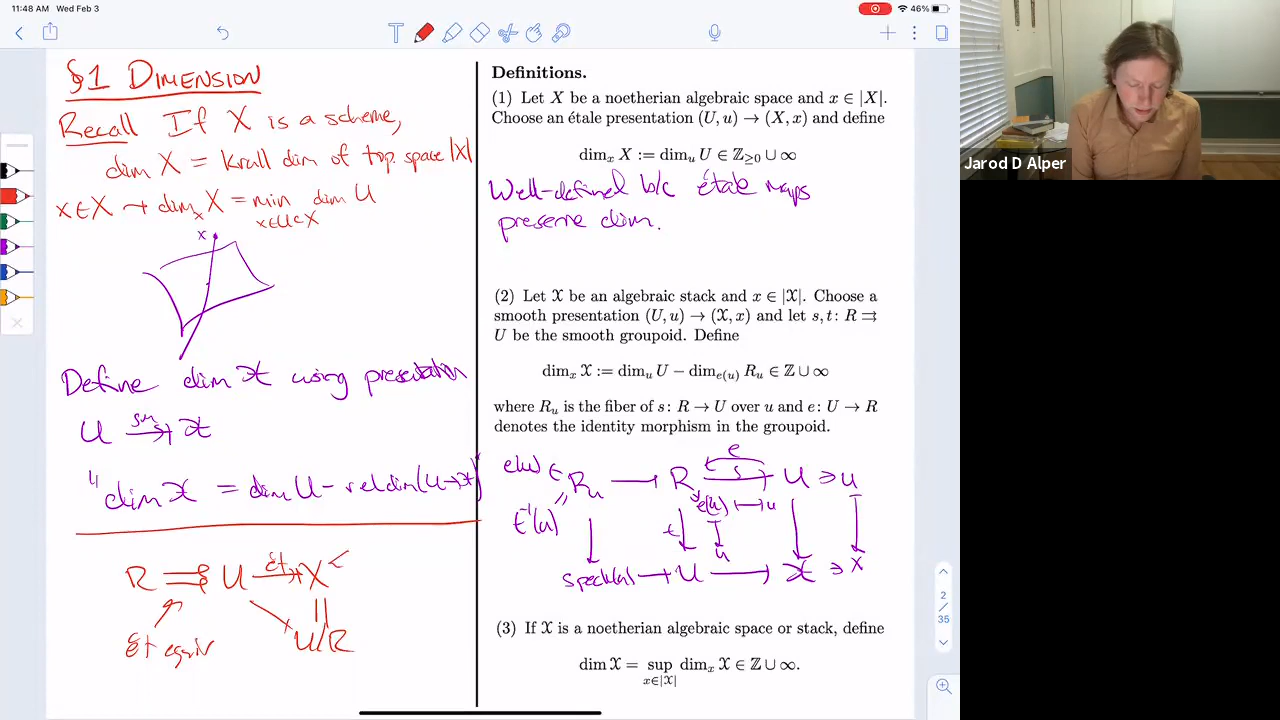 11:48 AM Wed Feb 3
46%
§1 DIMENSION
Recall If X is a scheme,
dim X = Krull dim of top. space |X|
x∈X → dim_x X = min dim U
x∈U⊂X
x
Define dim 𝒳 using presentation
U →^{sm} 𝒳
"dim 𝒳 = dim U − rel dim(U→𝒳)"
R ⇉ U →^{ét} X
ét equiv
U/R
Definitions.
(1) Let X be a noetherian algebraic space and x ∈ |X|.
Choose an étale presentation (U, u) → (X, x) and define
dim_x X := dim_u U ∈ ℤ_{≥0} ∪ ∞
Well-defined b/c étale maps
preserve dim.
(2) Let 𝒳 be an algebraic stack and x ∈ |𝒳|. Choose a
smooth presentation (U, u) → (𝒳, x) and let s, t: R ⇉
U be the smooth groupoid. Define
dim_x 𝒳 := dim_u U − dim_{e(u)} R_u ∈ ℤ ∪ ∞
where R_u is the fiber of s: R → U over u and e: U → R
denotes the identity morphism in the groupoid.
e
e(u) ∈ R_u → R →^{s} U ∋ u
e(u) ↦ u
t^{-1}(u)
t
u
Spec k(u) → U → 𝒳 ∋ x
(3) If 𝒳 is a noetherian algebraic space or stack, define
dim 𝒳 = sup dim_x 𝒳 ∈ ℤ ∪ ∞.
x∈|𝒳|
2
/
35
Jarod D Alper